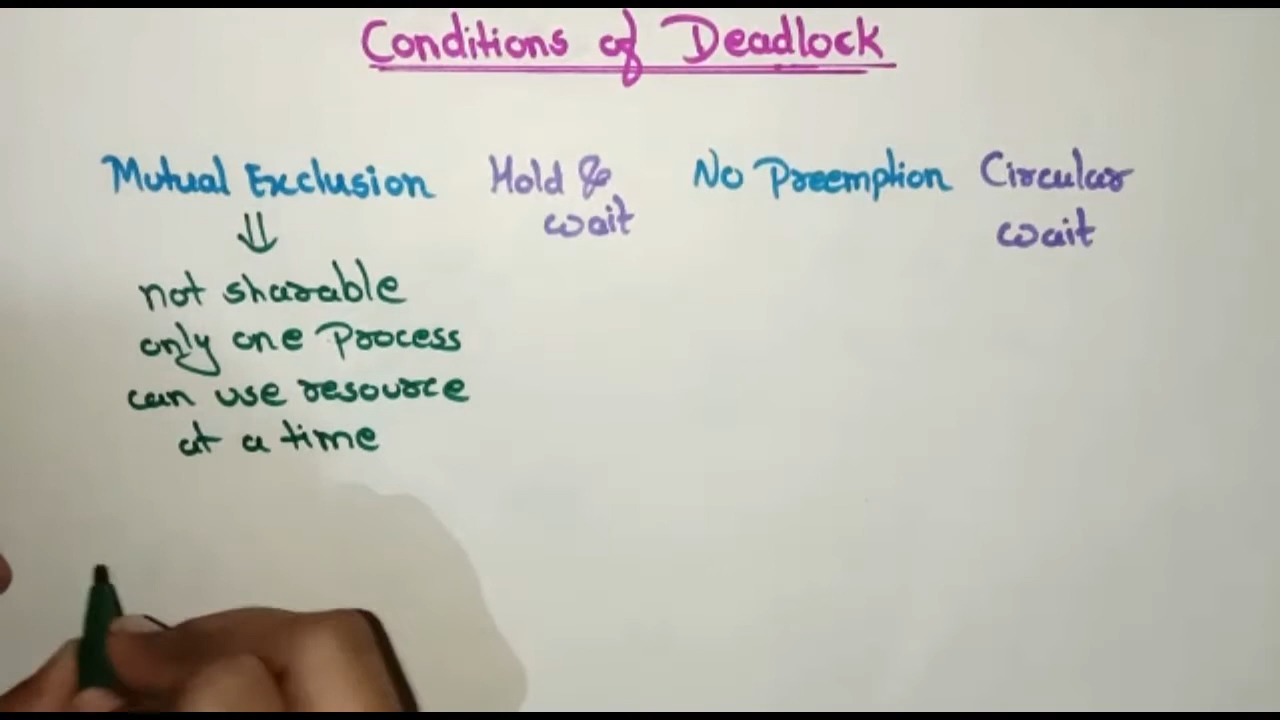 Conditions of Deadlock
Mutual Exclusion
not sharable
only one Process
can use resource
at a time
Hold &
wait
No Preemption
Circular
wait